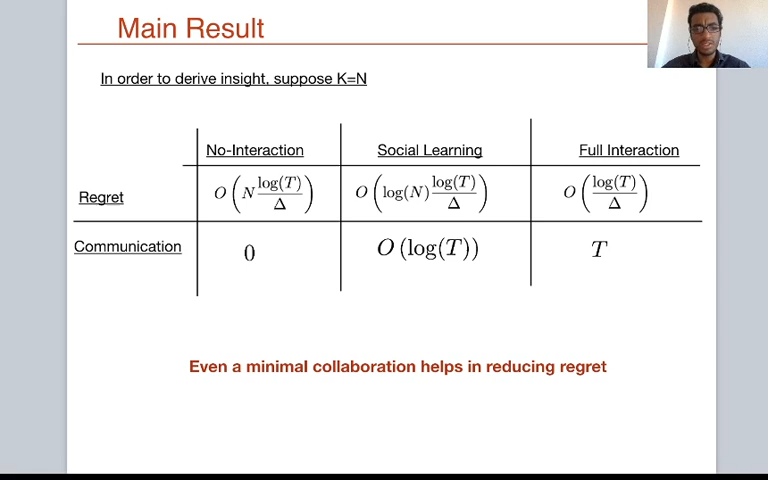 Main Result
In order to derive insight, suppose K=N
No-Interaction Social Learning Full Interaction
Regret O(N log(T)/Δ) O(log(N) log(T)/Δ) O(log(T)/Δ)
Communication 0 O(log(T)) T
Even a minimal collaboration helps in reducing regret